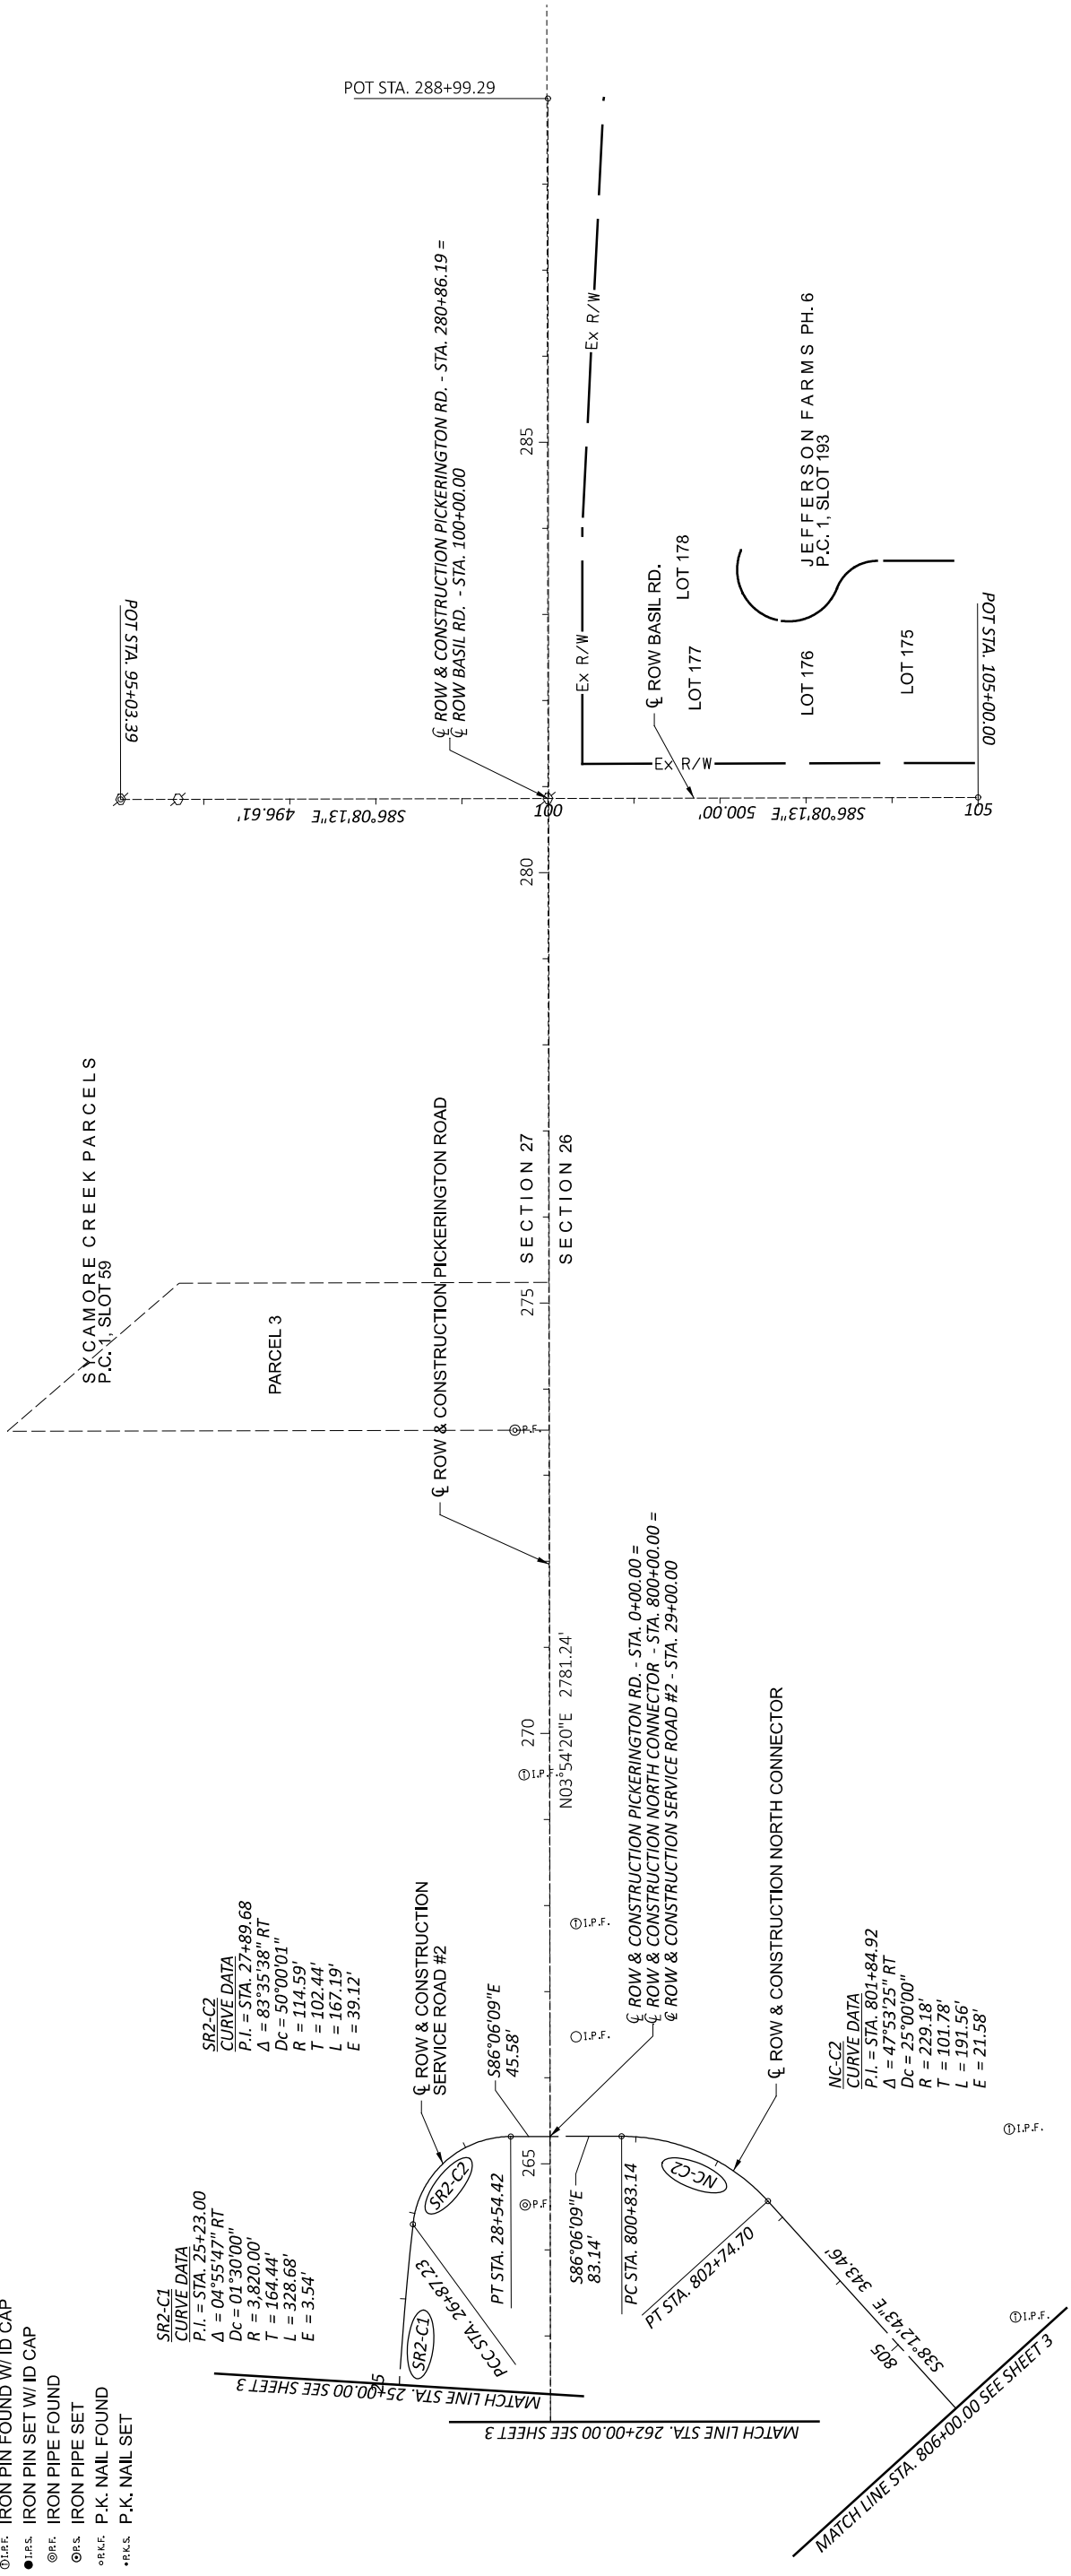 I.P.F. IRON PIN FOUND W/ ID CAP
I.P.S. IRON PIN SET W/ ID CAP
P.F. IRON PIPE FOUND
P.S. IRON PIPE SET
P.K.F. P.K. NAIL FOUND
P.K.S. P.K. NAIL SET
SR2-C1
CURVE DATA
P.I. = STA. 25+23.00
Δ = 04°55'47" RT
Dc = 01°30'00"
R = 3,820.00'
T = 164.44'
L = 328.68'
E = 3.54'
SR2-C2
CURVE DATA
P.I. = STA. 27+89.68
Δ = 83°35'38" RT
Dc = 50°00'01"
R = 114.59'
T = 102.44'
L = 167.19'
E = 39.12'
SYCAMORE CREEK PARCELS
P.C. 1, SLOT 59
PARCEL 3
POT STA. 95+03.39
S86°08'13"E 496.61'
POT STA. 288+99.29
MATCH LINE STA. 25+00.00 SEE SHEET 3
25
SR2-C1
PCC STA. 26+87.23
SR2-C2
℄ ROW & CONSTRUCTION
SERVICE ROAD #2
PT STA. 28+54.42
S86°06'09"E
45.58'
P.F.
265
I.P.F.
270
I.P.F.
I.P.F.
N03°54'20"E 2781.24'
℄ ROW & CONSTRUCTION PICKERINGTON ROAD
P.F.
275
SECTION 27
SECTION 26
280
100
℄ ROW & CONSTRUCTION PICKERINGTON RD. - STA. 280+86.19 =
℄ ROW BASIL RD. - STA. 100+00.00
285
MATCH LINE STA. 262+00.00 SEE SHEET 3
S86°06'09"E
83.14'
PC STA. 800+83.14
NC-C2
PT STA. 802+74.70
℄ ROW & CONSTRUCTION PICKERINGTON RD. - STA. 0+00.00 =
℄ ROW & CONSTRUCTION NORTH CONNECTOR - STA. 800+00.00 =
℄ ROW & CONSTRUCTION SERVICE ROAD #2 - STA. 29+00.00
℄ ROW & CONSTRUCTION NORTH CONNECTOR
NC-C2
CURVE DATA
P.I. = STA. 801+84.92
Δ = 47°53'25" RT
Dc = 25°00'00"
R = 229.18'
T = 101.78'
L = 191.56'
E = 21.58'
343.46'
S38°12'43"E
805
MATCH LINE STA. 806+00.00 SEE SHEET 3
I.P.F.
I.P.F.
Ex R/W
Ex R/W
Ex R/W
℄ ROW BASIL RD.
LOT 177
LOT 178
LOT 176
LOT 175
JEFFERSON FARMS PH. 6
P.C. 1, SLOT 193
S86°08'13"E 500.00'
105
POT STA. 105+00.00